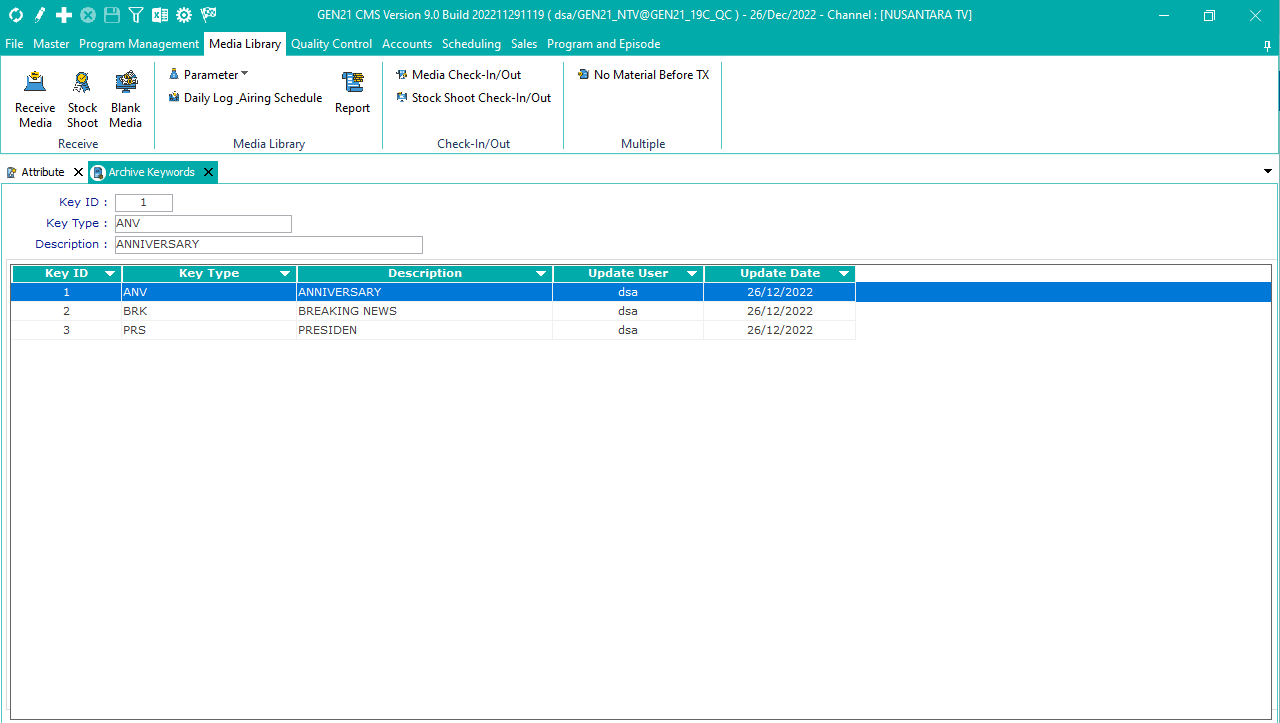 GEN21 CMS Version 9.0 Build 202211291119 ( dsa/GEN21_NTV@GEN21_19C_QC ) - 26/Dec/2022 - Channel : [NUSANTARA TV]
File Master Program Management Media Library Quality Control Accounts Scheduling Sales Program and Episode
Receive Media
Stock Shoot
Blank Media
Receive
Parameter
Daily Log _Airing Schedule
Report
Media Library
Media Check-In/Out
Stock Shoot Check-In/Out
Check-In/Out
No Material Before TX
Multiple
Attribute Archive Keywords
Key ID : 1
Key Type : ANV
Description : ANNIVERSARY
Key ID Key Type Description Update User Update Date
1 ANV ANNIVERSARY dsa 26/12/2022
2 BRK BREAKING NEWS dsa 26/12/2022
3 PRS PRESIDEN dsa 26/12/2022